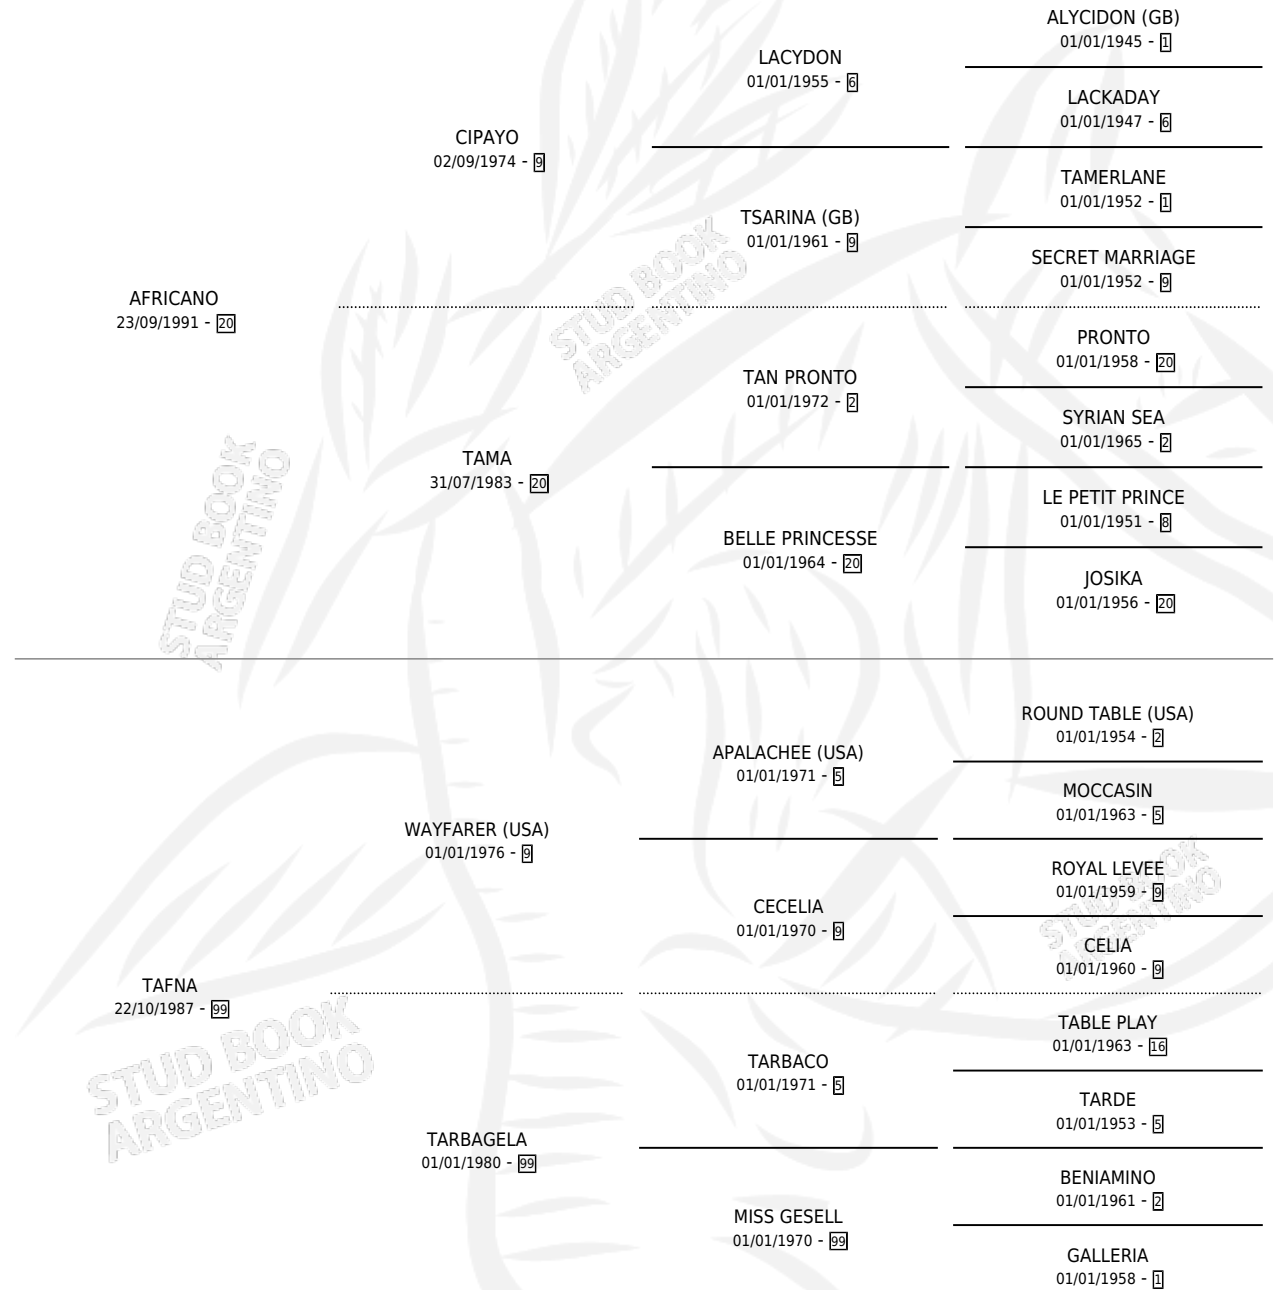 ALYCIDON (GB)
01/01/1945 - 1
LACYDON
01/01/1955 - 6
LACKADAY
01/01/1947 - 6
CIPAYO
02/09/1974 - 9
TAMERLANE
01/01/1952 - 1
TSARINA (GB)
01/01/1961 - 9
SECRET MARRIAGE
01/01/1952 - 9
AFRICANO
23/09/1991 - 20
PRONTO
01/01/1958 - 20
TAN PRONTO
01/01/1972 - 2
SYRIAN SEA
01/01/1965 - 2
TAMA
31/07/1983 - 20
LE PETIT PRINCE
01/01/1951 - 8
BELLE PRINCESSE
01/01/1964 - 20
JOSIKA
01/01/1956 - 20
ROUND TABLE (USA)
01/01/1954 - 2
APALACHEE (USA)
01/01/1971 - 5
MOCCASIN
01/01/1963 - 5
WAYFARER (USA)
01/01/1976 - 9
ROYAL LEVEE
01/01/1959 - 9
CECELIA
01/01/1970 - 9
CELIA
01/01/1960 - 9
TAFNA
22/10/1987 - 99
TABLE PLAY
01/01/1963 - 16
TARBACO
01/01/1971 - 5
TARDE
01/01/1953 - 5
TARBAGELA
01/01/1980 - 99
BENIAMINO
01/01/1961 - 2
MISS GESELL
01/01/1970 - 99
GALLERIA
01/01/1958 - 1
STUD BOOK
ARGENTINO
STUD BOOK
ARGENTINO
STUD BOOK
ARGENTINO
STUD BOOK
ARGENTINO